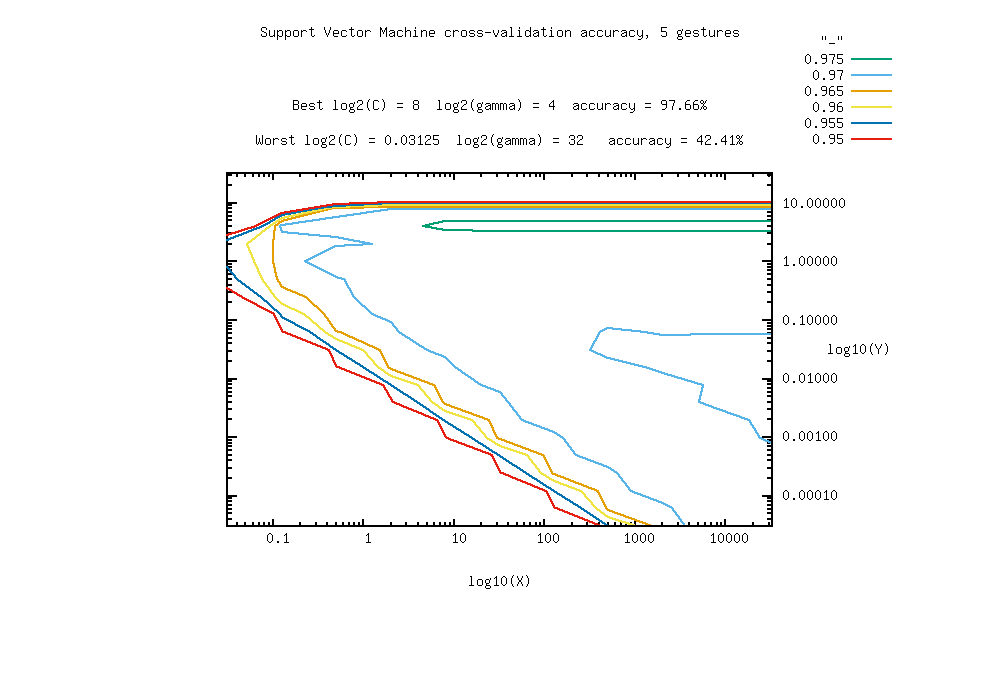 Support Vector Machine cross-validation accuracy, 5 gestures
"_"
0.975
0.97
0.965
0.96
0.955
0.95
Best log2(C) = 8  log2(gamma) = 4  accuracy = 97.66%
Worst log2(C) = 0.03125  log2(gamma) = 32   accuracy = 42.41%
10.00000
1.00000
0.10000
log10(Y)
0.01000
0.00100
0.00010
0.1 1 10 100 1000 10000
log10(X)